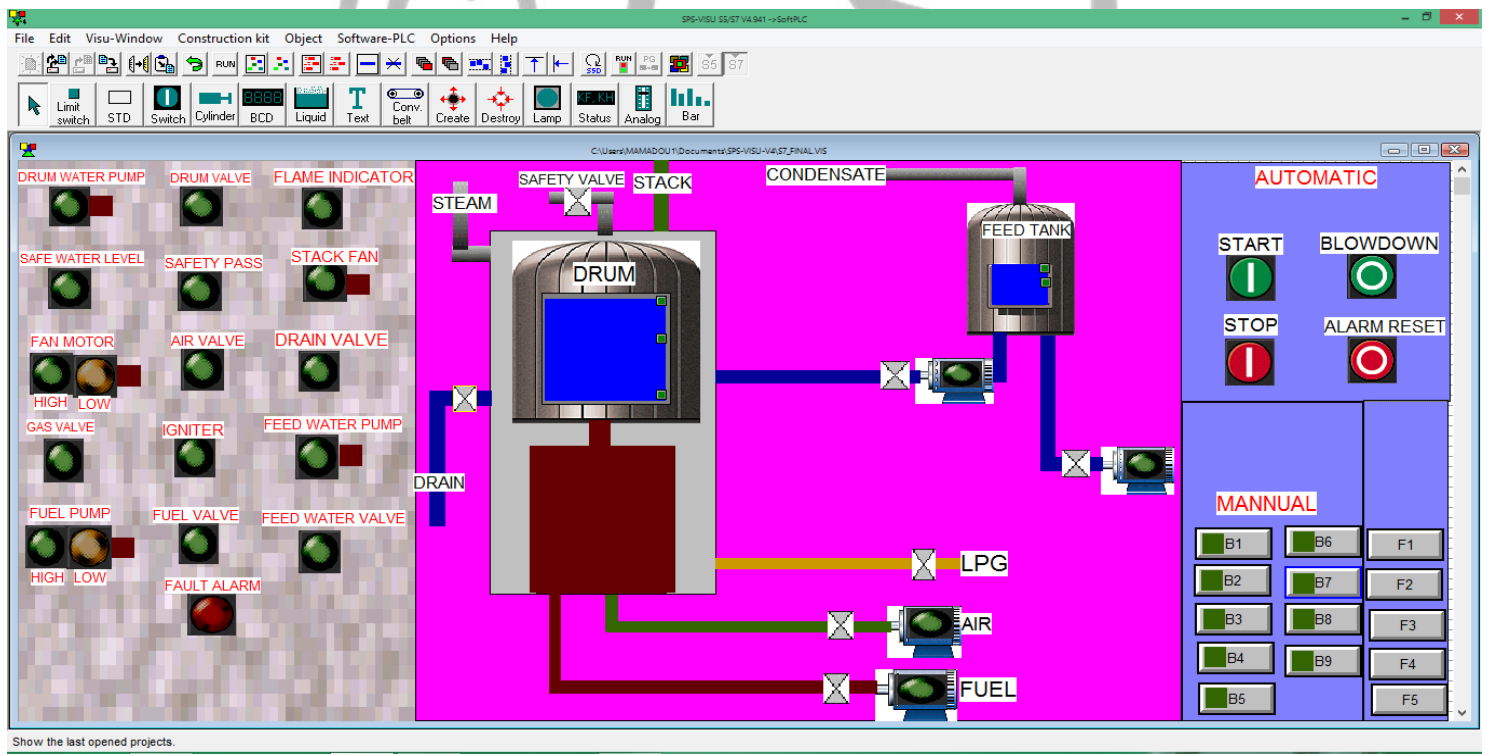 SPS-VISU S5/S7 V4.941 ->SoftPLC
File Edit Visu-Window Construction kit Object Software-PLC Options Help
RUN SSD RUN PG S5 S7
Limit switch STD Switch Cylinder 8888 BCD Liquid T Text Conv. belt Create Destroy Lamp KF, KH Status Analog Bar
C:\Users\MAMADOU1\Documents\SPS-VISU-V4\S7_FINAL.VIS
DRUM WATER PUMP DRUM VALVE FLAME INDICATOR
SAFE WATER LEVEL SAFETY PASS STACK FAN
FAN MOTOR AIR VALVE DRAIN VALVE
HIGH LOW
GAS VALVE IGNITER FEED WATER PUMP
FUEL PUMP FUEL VALVE FEED WATER VALVE
HIGH LOW
FAULT ALARM
STEAM
SAFETY VALVE
STACK
CONDENSATE
FEED TANK
DRUM
DRAIN
LPG
AIR
FUEL
AUTOMATIC
START BLOWDOWN
STOP ALARM RESET
MANNUAL
B1 B6 F1
B2 B7 F2
B3 B8 F3
B4 B9 F4
B5 F5
Show the last opened projects.